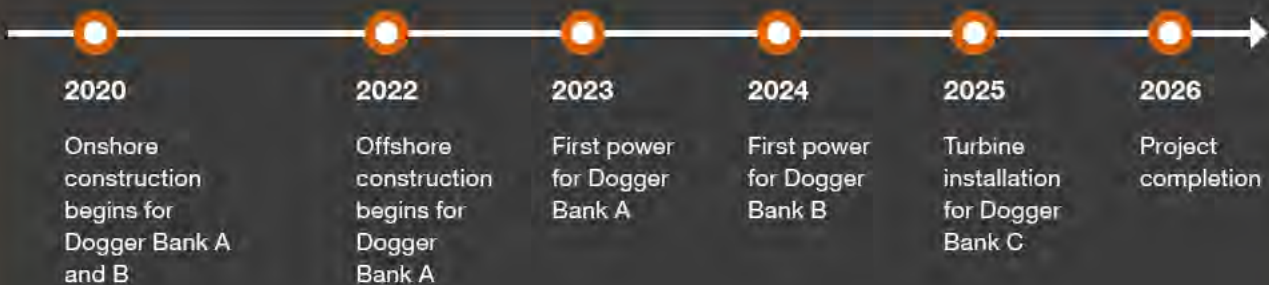 2020
Onshore
construction
begins for
Dogger Bank A
and B
2022
Offshore
construction
begins for
Dogger
Bank A
2023
First power
for Dogger
Bank A
2024
First power
for Dogger
Bank B
2025
Turbine
installation
for Dogger
Bank C
2026
Project
completion